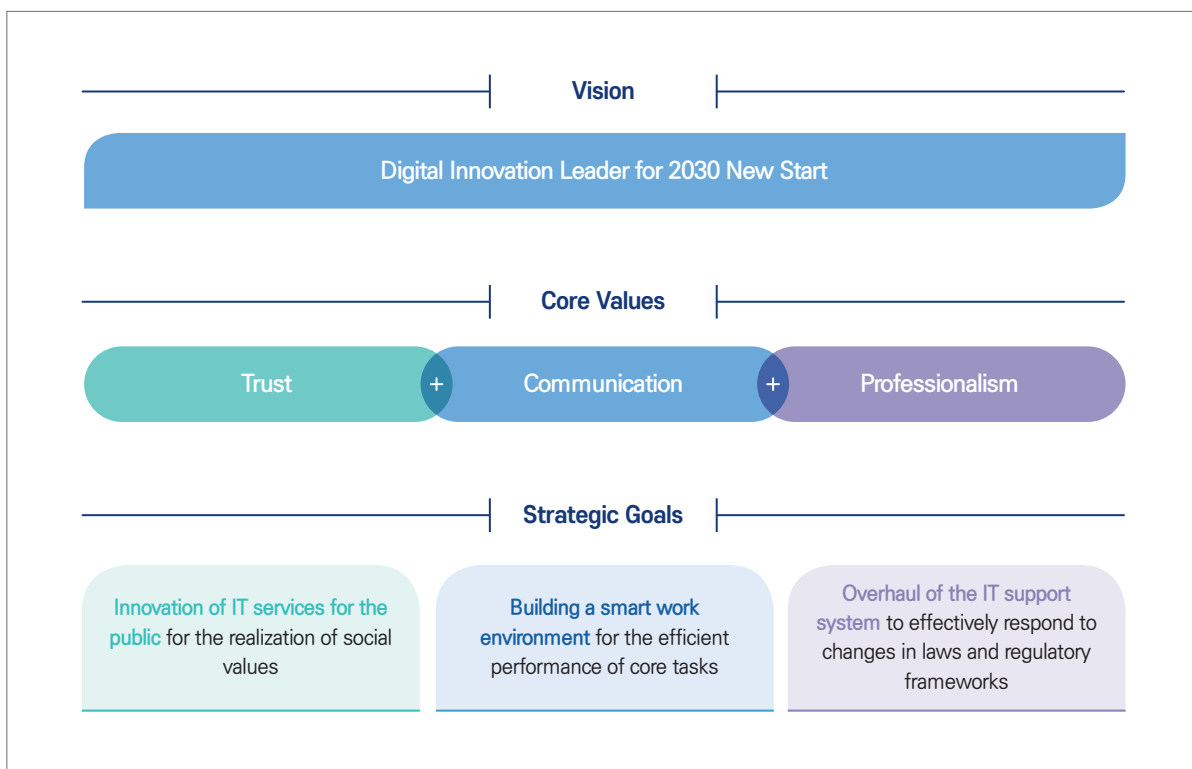 Vision
Digital Innovation Leader for 2030 New Start
Core Values
Trust + Communication + Professionalism
Strategic Goals
Innovation of IT services for the
public for the realization of social
values
Building a smart work
environment for the efficient
performance of core tasks
Overhaul of the IT support
system to effectively respond to
changes in laws and regulatory
frameworks